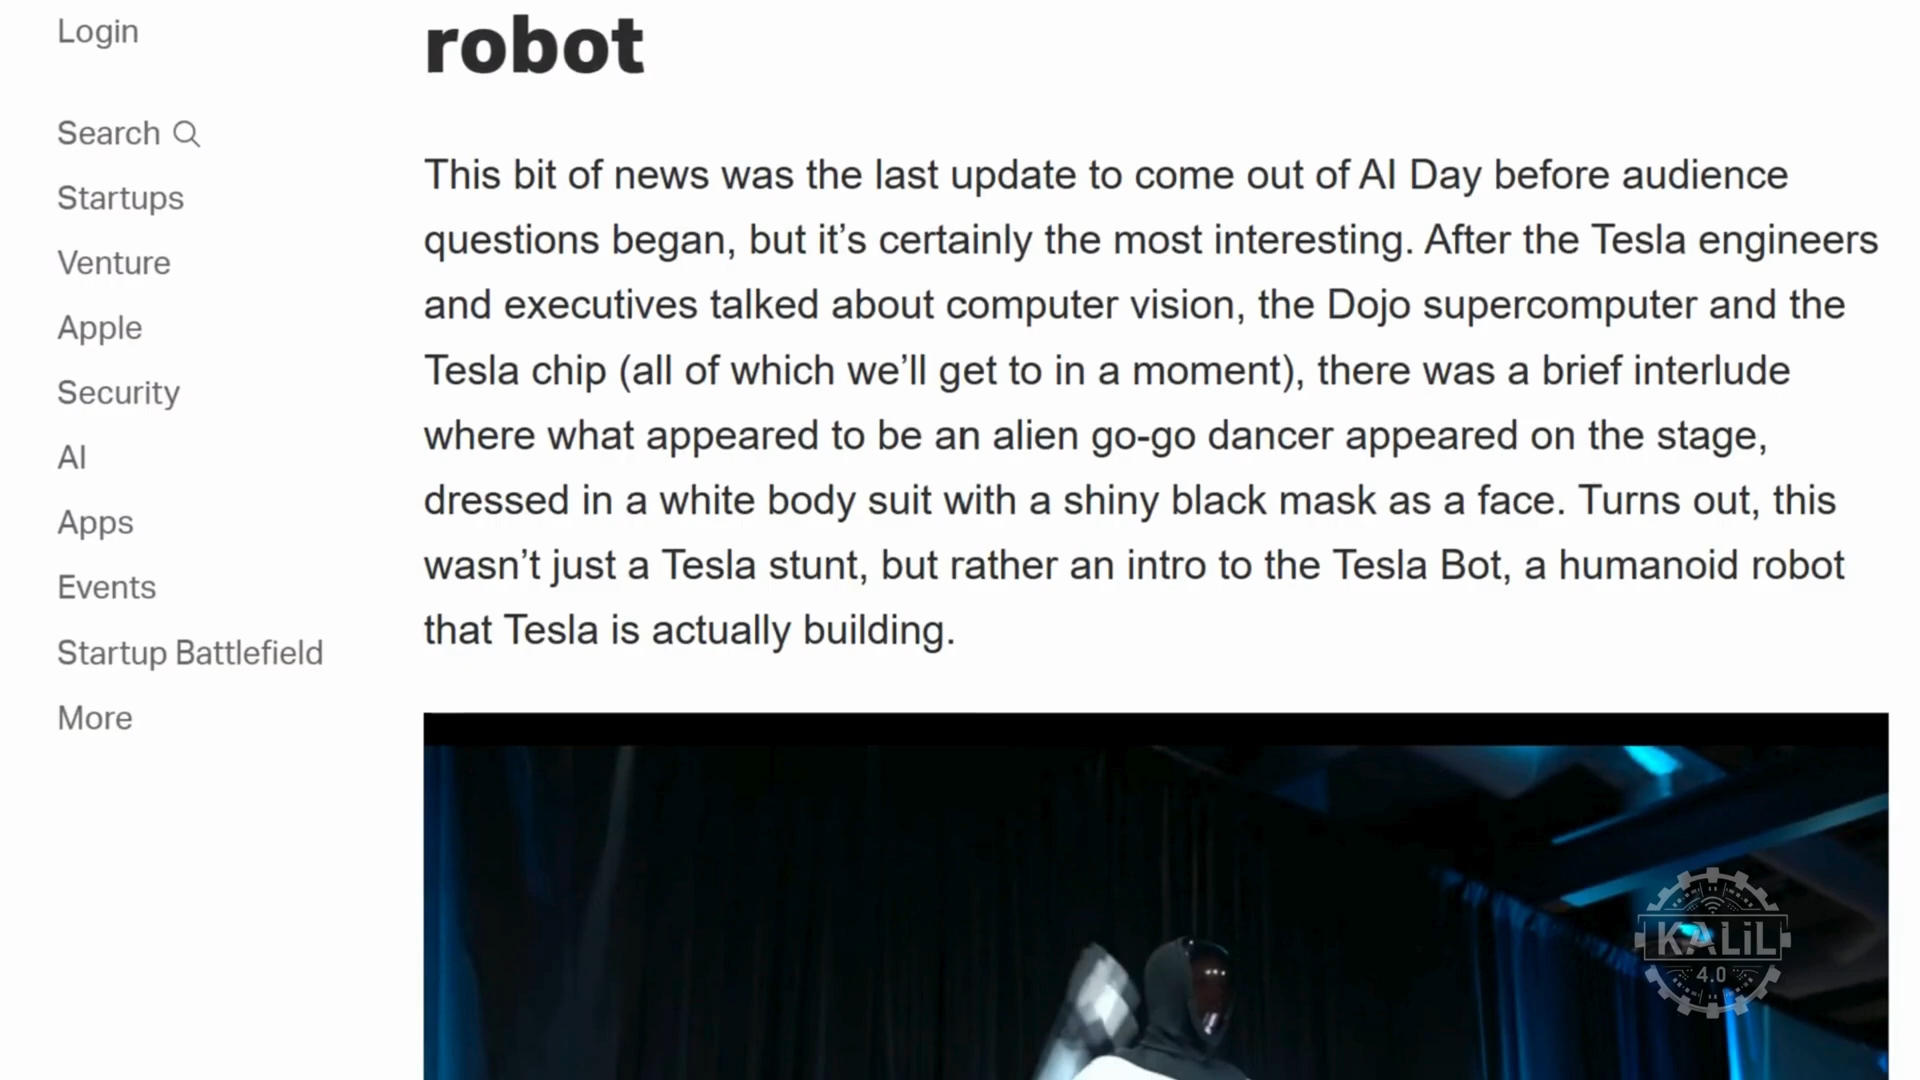 Login
Search
Startups
Venture
Apple
Security
AI
Apps
Events
Startup Battlefield
More
robot
This bit of news was the last update to come out of AI Day before audience
questions began, but it’s certainly the most interesting. After the Tesla engineers
and executives talked about computer vision, the Dojo supercomputer and the
Tesla chip (all of which we’ll get to in a moment), there was a brief interlude
where what appeared to be an alien go-go dancer appeared on the stage,
dressed in a white body suit with a shiny black mask as a face. Turns out, this
wasn’t just a Tesla stunt, but rather an intro to the Tesla Bot, a humanoid robot
that Tesla is actually building.
KALiL
4.0